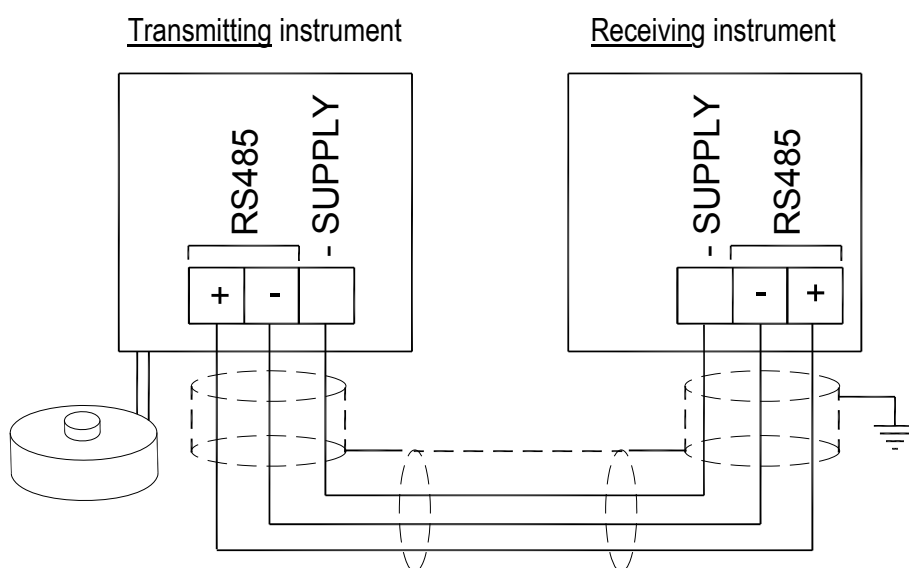 Transmitting instrument
Receiving instrument
RS485
- SUPPLY
- SUPPLY
RS485
+ -
- +